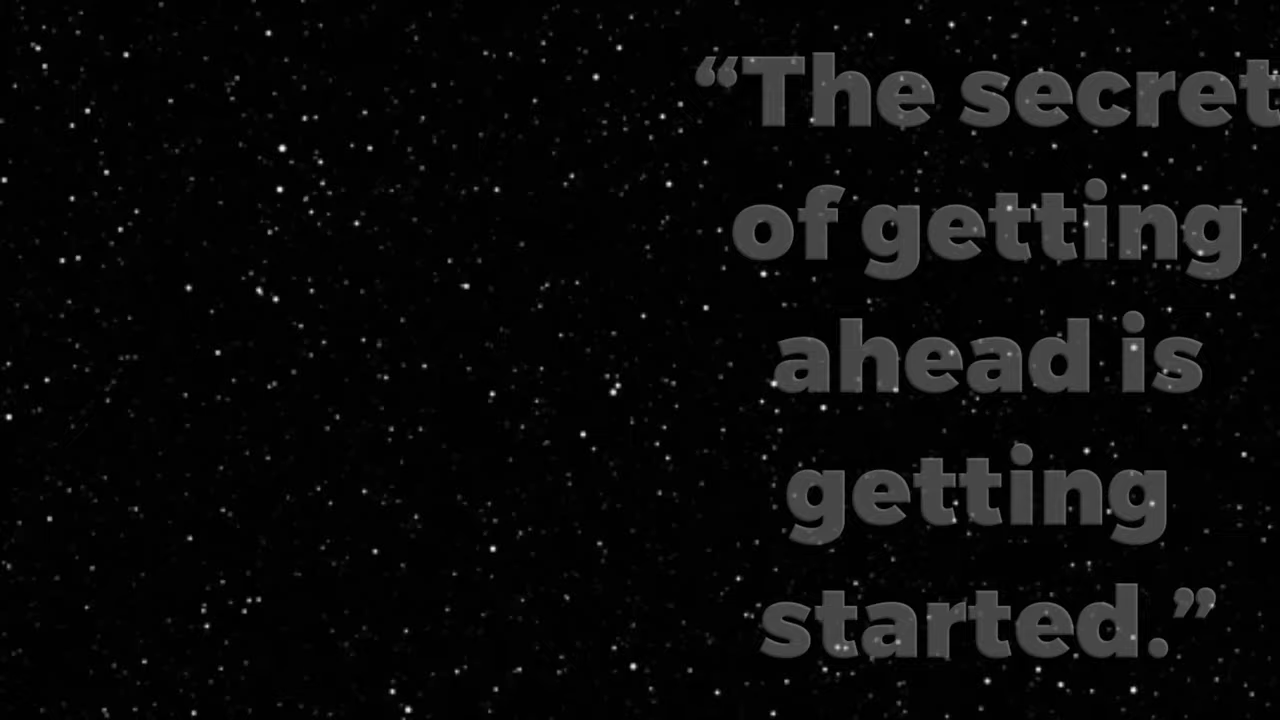 “The secret
of getting
ahead is
getting
started.”